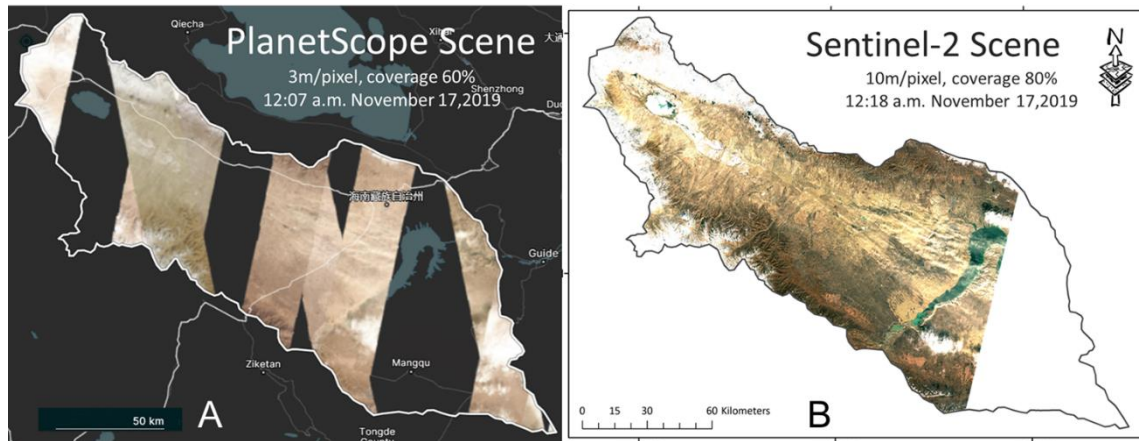 Qiecha
PlanetScope Scene
3m/pixel, coverage 60%
12:07 a.m. November 17,2019
Shenzhong
海南藏族自治州
Guide
Ziketan
Mangqu
50 km
A
Tongde
County
Sentinel-2 Scene
10m/pixel, coverage 80%
12:18 a.m. November 17,2019
N
0 15 30 60 Kilometers
B